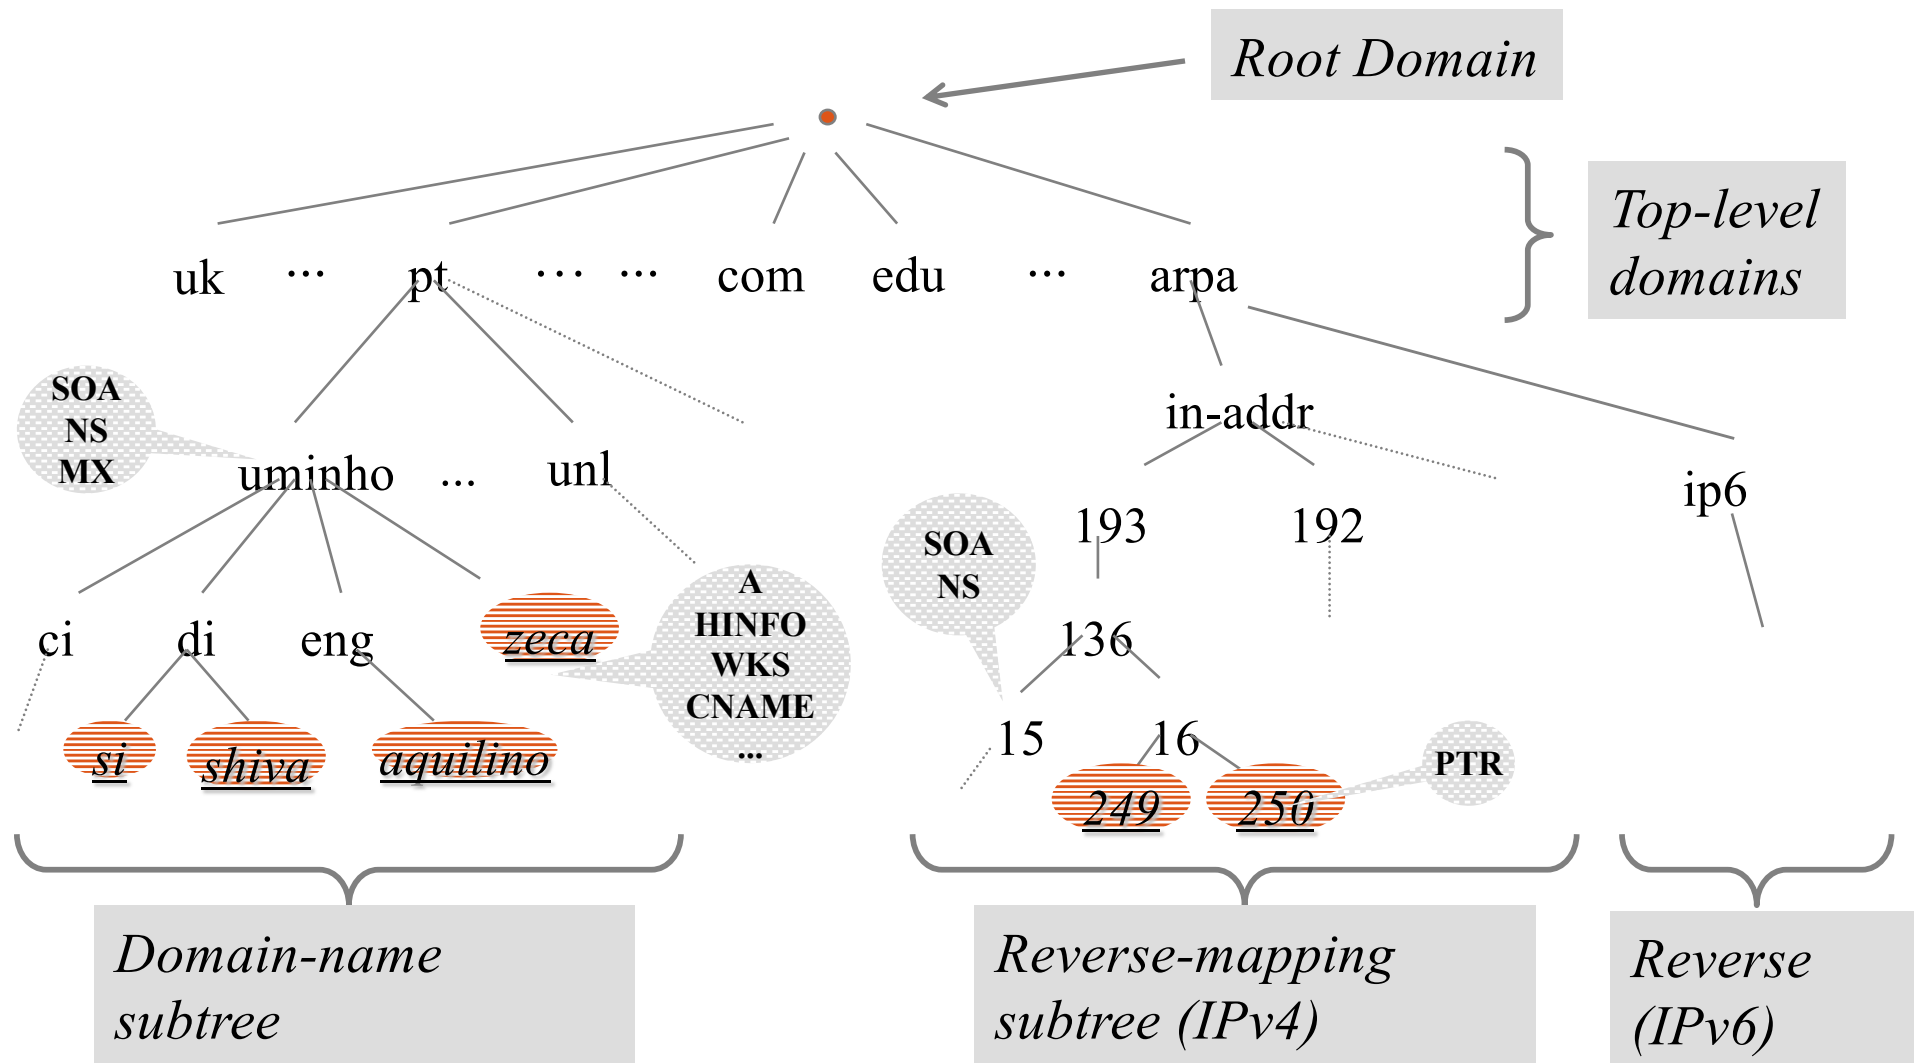 Root Domain
Top-level
domains
uk ... pt ... ... com edu ... arpa
SOA
NS
MX
in-addr
uminho ... unl
ip6
193 192
SOA
NS
A
HINFO
WKS
CNAME
...
ci di eng zeca
136
15 16
si shiva aquilino
249 250
PTR
Domain-name
subtree
Reverse-mapping
subtree (IPv4)
Reverse
(IPv6)